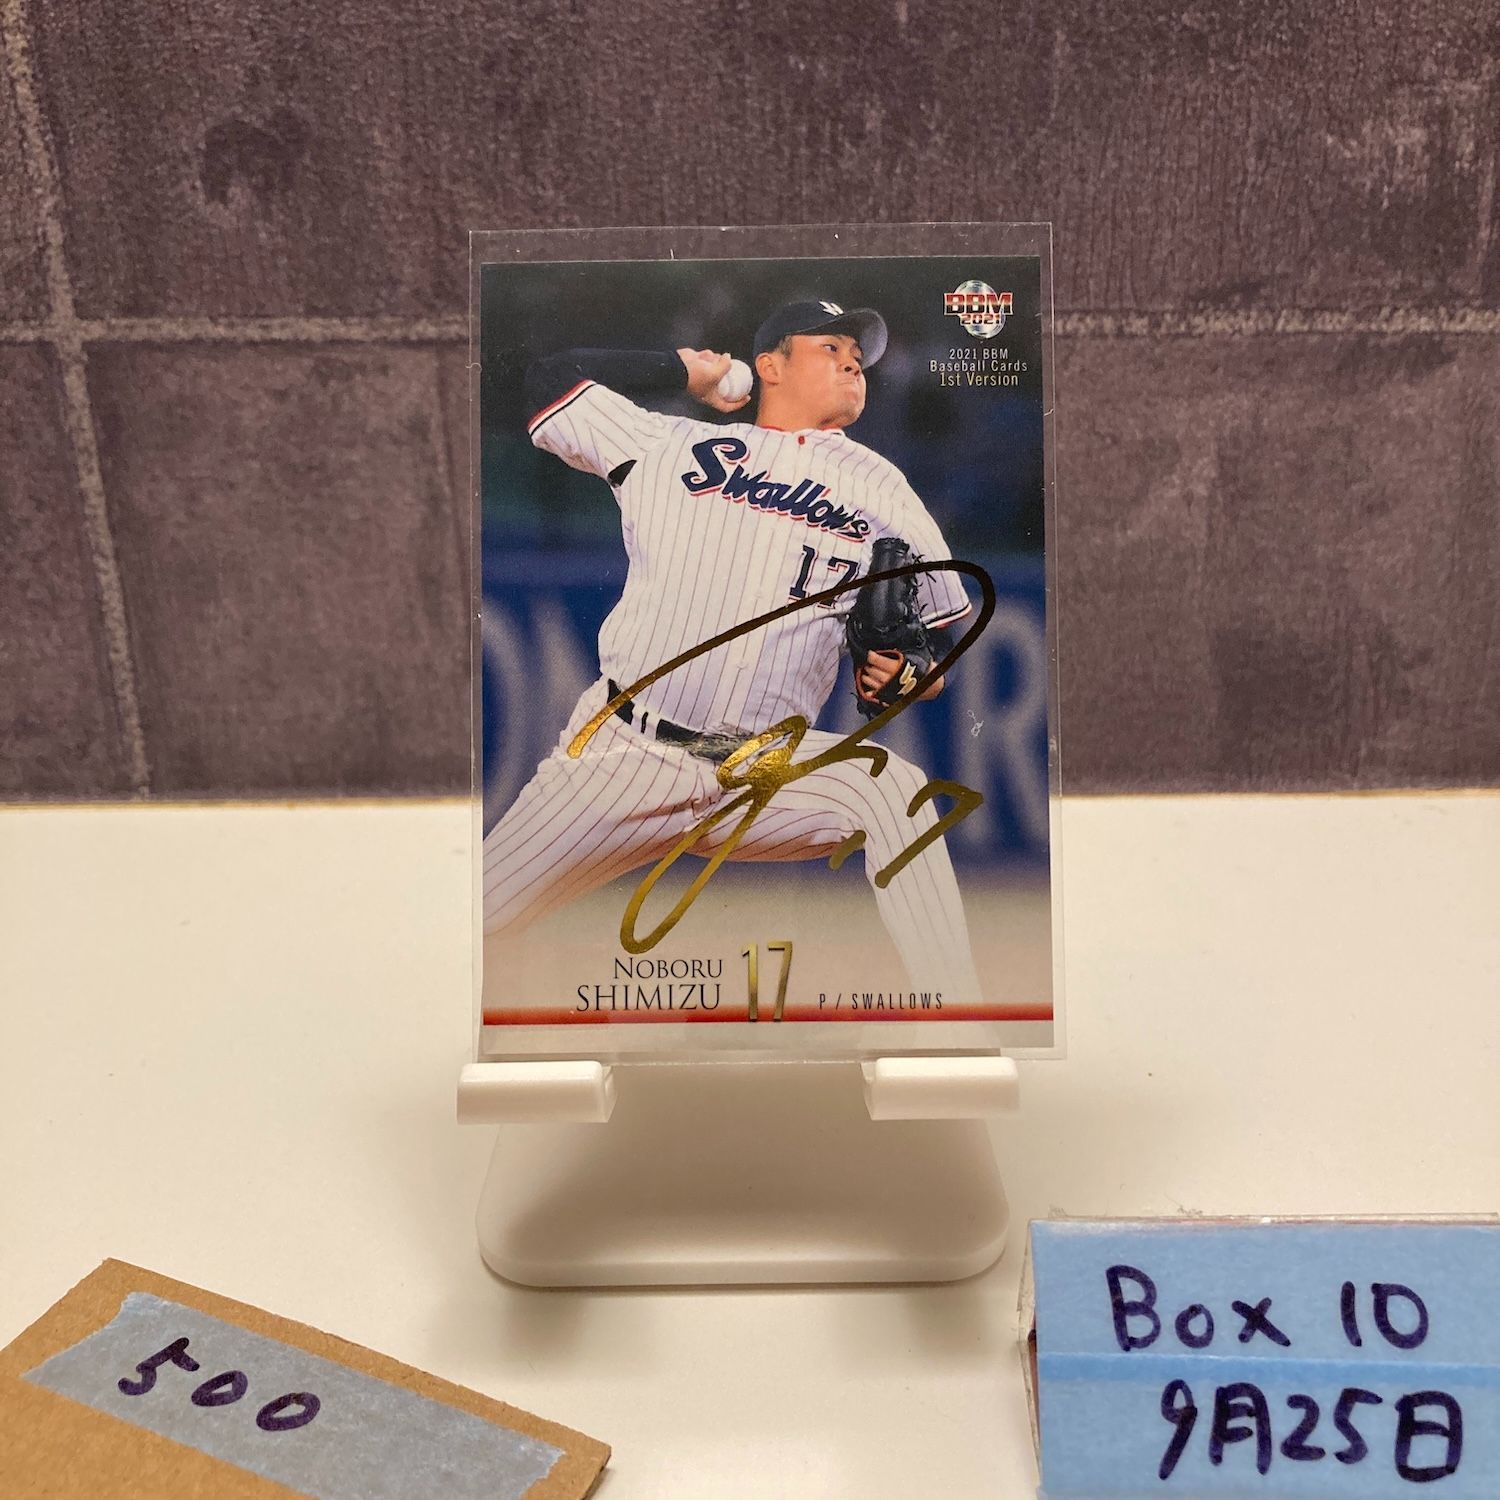 BBM
2021
2021 BBM
Baseball Cards
1st Version
Swallows
17
17
NOBORU
SHIMIZU
17
P / SWALLOWS
500
Box 10
9月25日